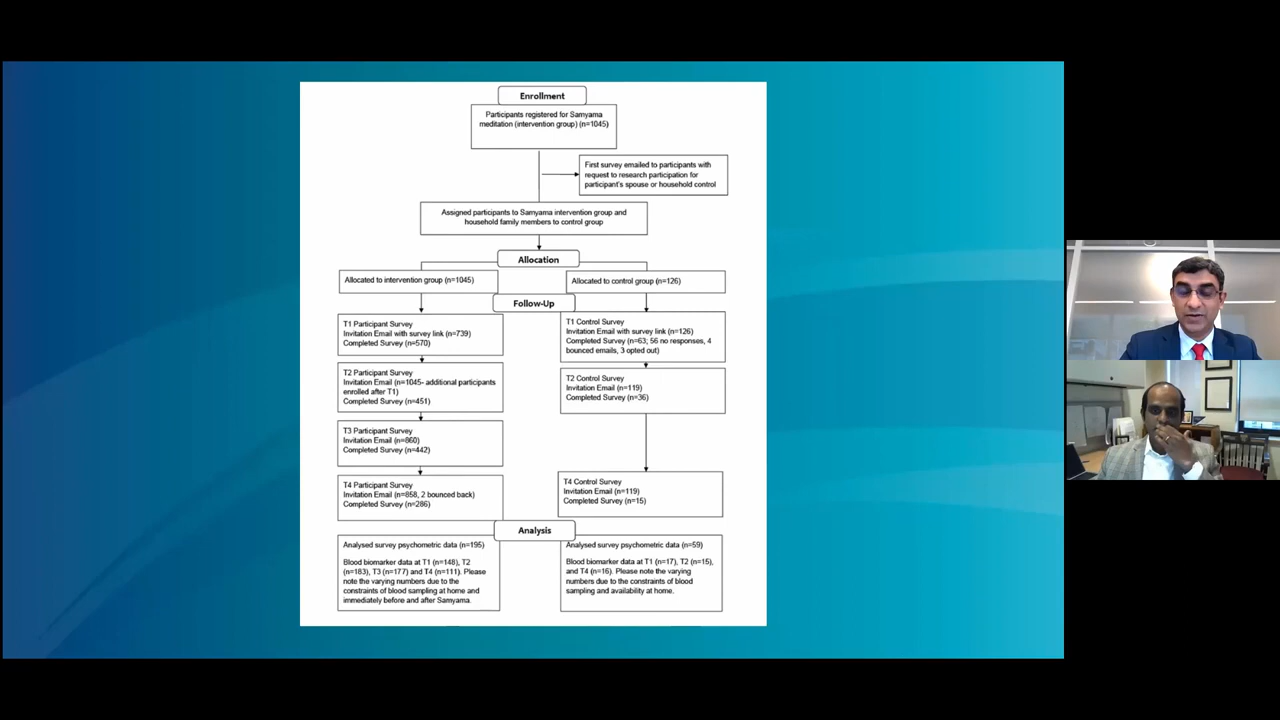 Enrollment
Participants registered for Samyama
meditation (intervention group) (n=1045)
First survey emailed to participants with
request to research participation for
participant's spouse or household control
Assigned participants to Samyama intervention group and
household family members to control group
Allocation
Allocated to intervention group (n=1045)
Allocated to control group (n=126)
Follow-Up
T1 Participant Survey
Invitation Email with survey link (n=739)
Completed Survey (n=570)
T1 Control Survey
Invitation Email with survey link (n=126)
Completed Survey (n=63; 56 no responses, 4
bounced emails, 3 opted out)
T2 Participant Survey
Invitation Email (n=1045- additional participants
enrolled after T1)
Completed Survey (n=451)
T2 Control Survey
Invitation Email (n=119)
Completed Survey (n=36)
T3 Participant Survey
Invitation Email (n=860)
Completed Survey (n=442)
T4 Participant Survey
Invitation Email (n=858, 2 bounced back)
Completed Survey (n=286)
T4 Control Survey
Invitation Email (n=119)
Completed Survey (n=15)
Analysis
Analysed survey psychometric data (n=195)
Blood biomarker data at T1 (n=148), T2
(n=183), T3 (n=177) and T4 (n=111). Please
note the varying numbers due to the
constraints of blood sampling at home and
immediately before and after Samyama.
Analysed survey psychometric data (n=59)
Blood biomarker data at T1 (n=17), T2 (n=15),
and T4 (n=16). Please note the varying
numbers due to the constraints of blood
sampling and availability at home.